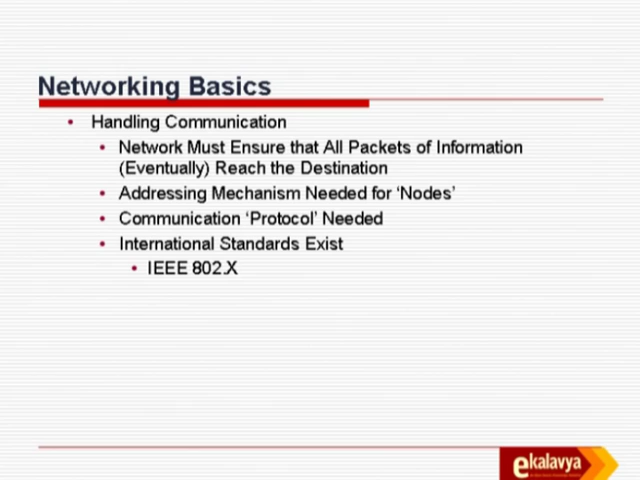 Networking Basics
• Handling Communication
• Network Must Ensure that All Packets of Information
(Eventually) Reach the Destination
• Addressing Mechanism Needed for ‘Nodes’
• Communication ‘Protocol’ Needed
• International Standards Exist
• IEEE 802.X
ekalavya